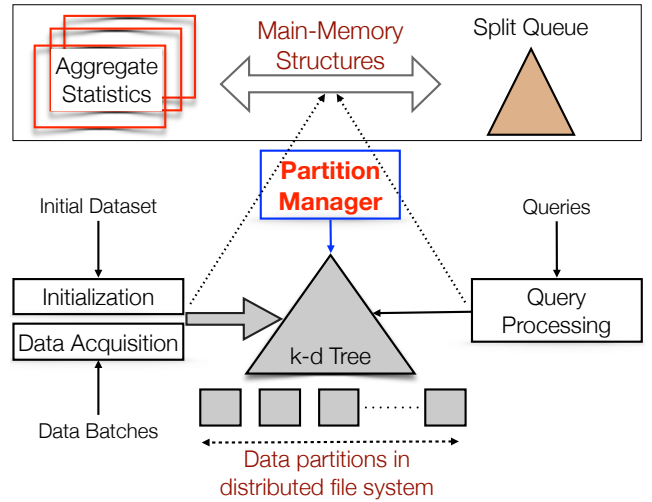 Main-Memory
Structures
Split Queue
Aggregate
Statistics
Partition
Manager
Initial Dataset
Queries
Initialization
Data Acquisition
Query
Processing
k-d Tree
Data Batches
Data partitions in
distributed file system